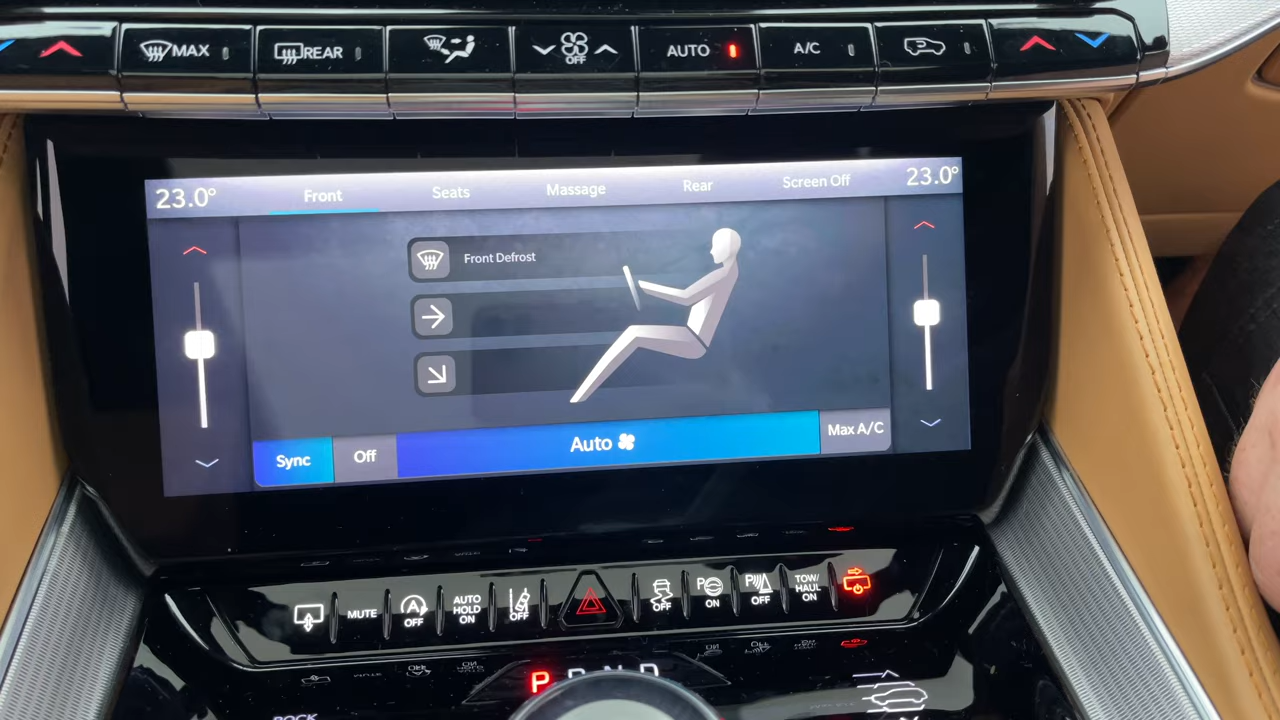 MAX
REAR
OFF
AUTO
A/C
23.0°
Front
Seats
Massage
Rear
Screen Off
23.0°
Front Defrost
Sync
Off
Auto
Max A/C
MUTE
A
OFF
AUTO
HOLD
ON
OFF
OFF
P
ON
P
OFF
TOW/
HAUL
ON
P R N D
ROCK